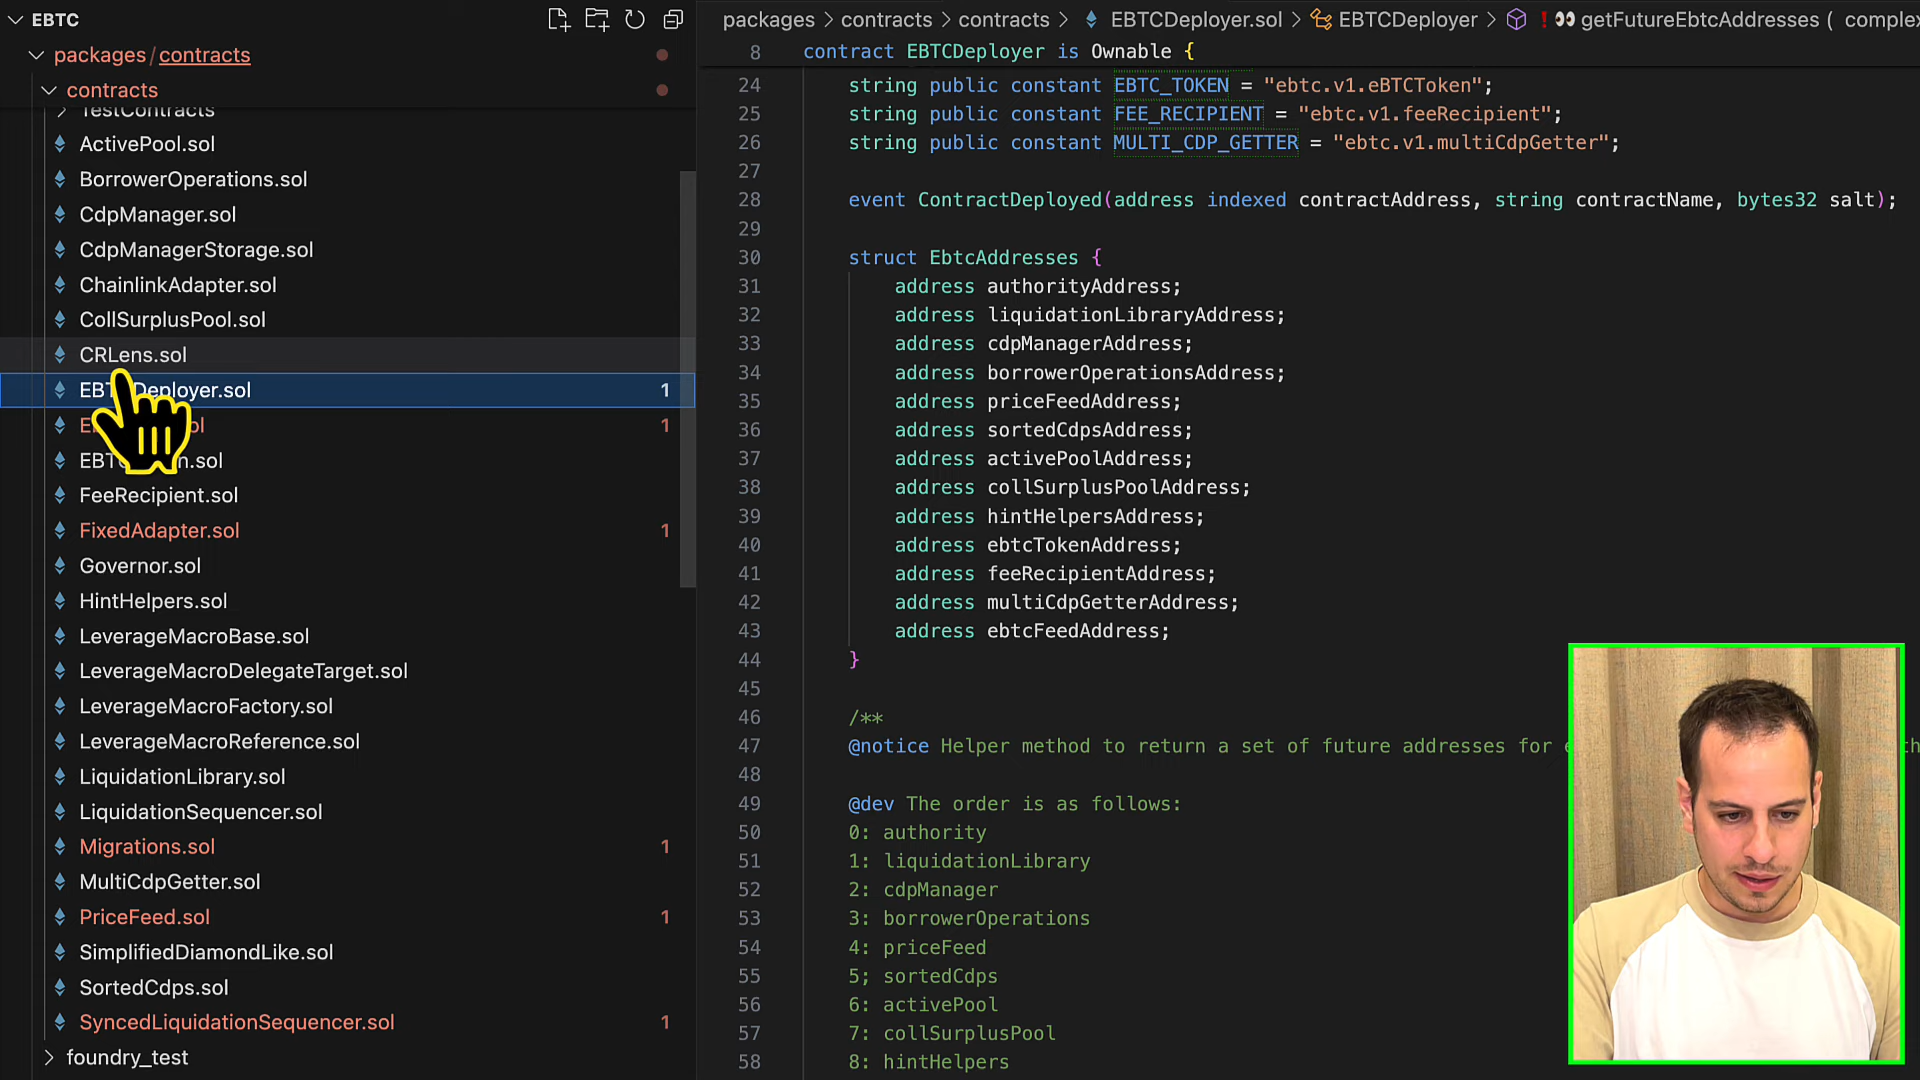 EBTC
packages/contracts
contracts
TestContracts
ActivePool.sol
BorrowerOperations.sol
CdpManager.sol
CdpManagerStorage.sol
ChainlinkAdapter.sol
CollSurplusPool.sol
CRLens.sol
Deployer.sol 1
1
.sol
FeeRecipient.sol
FixedAdapter.sol 1
Governor.sol
HintHelpers.sol
LeverageMacroBase.sol
LeverageMacroDelegateTarget.sol
LeverageMacroFactory.sol
LeverageMacroReference.sol
LiquidationLibrary.sol
LiquidationSequencer.sol
Migrations.sol 1
MultiCdpGetter.sol
PriceFeed.sol 1
SimplifiedDiamondLike.sol
SortedCdps.sol
SyncedLiquidationSequencer.sol 1
foundry_test
packages > contracts > contracts > EBTCDeployer.sol > EBTCDeployer > ! 👀 getFutureEbtcAddresses (
8 contract EBTCDeployer is Ownable {
24 string public constant EBTC_TOKEN = "ebtc.v1.eBTCToken";
25 string public constant FEE_RECIPIENT = "ebtc.v1.feeRecipient";
26 string public constant MULTI_CDP_GETTER = "ebtc.v1.multiCdpGetter";
27
28 event ContractDeployed(address indexed contractAddress, string contractName, bytes32 salt);
29
30 struct EbtcAddresses {
31 address authorityAddress;
32 address liquidationLibraryAddress;
33 address cdpManagerAddress;
34 address borrowerOperationsAddress;
35 address priceFeedAddress;
36 address sortedCdpsAddress;
37 address activePoolAddress;
38 address collSurplusPoolAddress;
39 address hintHelpersAddress;
40 address ebtcTokenAddress;
41 address feeRecipientAddress;
42 address multiCdpGetterAddress;
43 address ebtcFeedAddress;
44 }
45
46 /**
47 @notice Helper method to return a set of future addresses for
48
49 @dev The order is as follows:
50 0: authority
51 1: liquidationLibrary
52 2: cdpManager
53 3: borrowerOperations
54 4: priceFeed
55 5; sortedCdps
56 6: activePool
57 7: collSurplusPool
58 8: hintHelpers